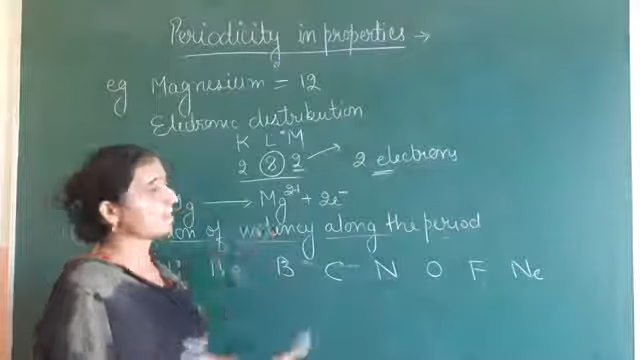 Periodicity in properties →
eg Magnesium = 12
Electronic distribution
K L M
2 8 2 → 2 electrons
g → Mg²⁺ + 2e⁻
of valency along the period
B C N O F Ne